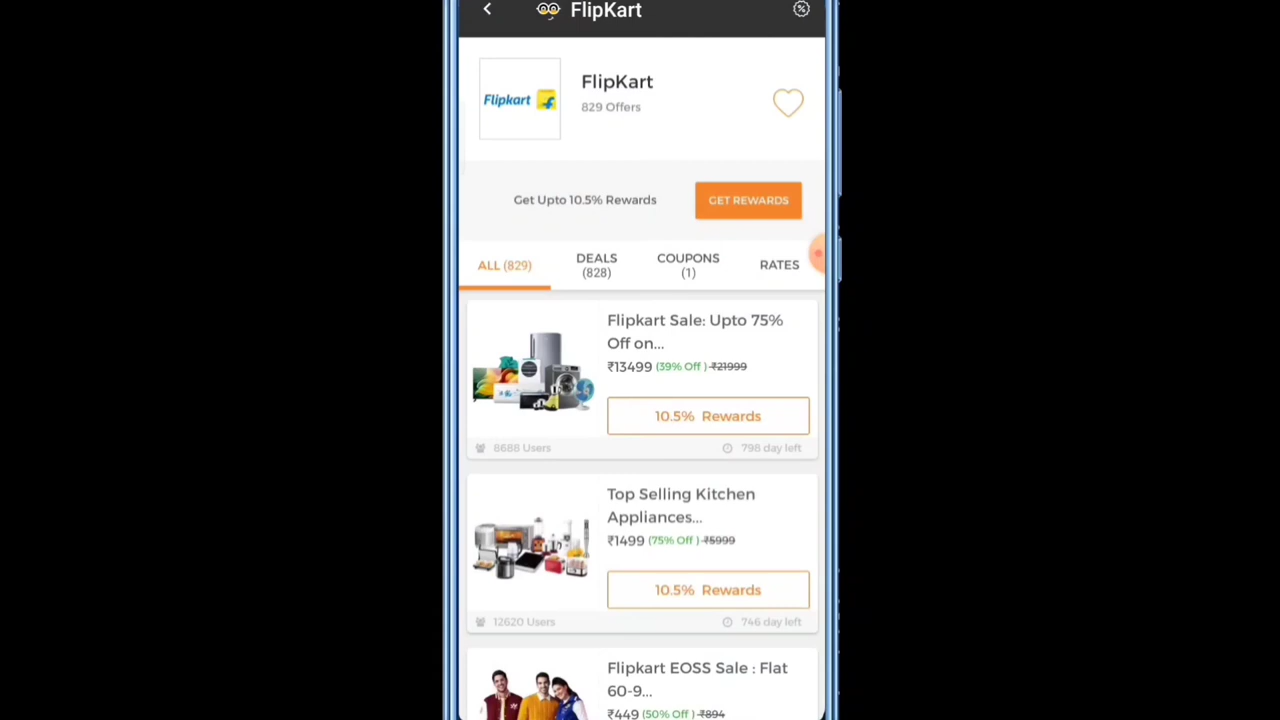 FlipKart
Flipkart
FlipKart
829 Offers
Get Upto 10.5% Rewards
GET REWARDS
ALL (829)
DEALS
(828)
COUPONS
(1)
RATES
Flipkart Sale: Upto 75%
Off on...
₹13499 (39% Off ) ₹21999
10.5% Rewards
8688 Users
798 day left
Top Selling Kitchen
Appliances...
₹1499 (75% Off ) ₹5999
10.5% Rewards
12620 Users
746 day left
Flipkart EOSS Sale : Flat
60-9...
₹449 (50% Off ) ₹894